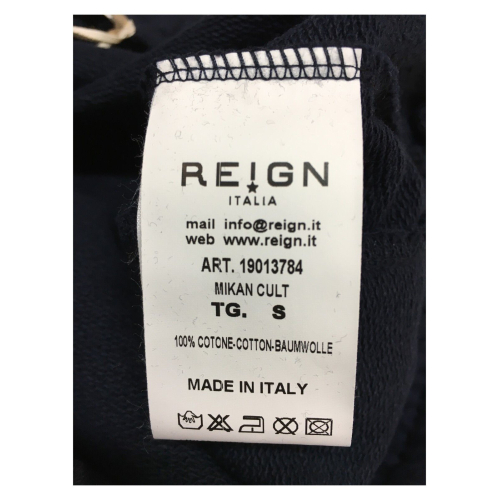 REIGN
ITALIA
mail info@reign.it
web www.reign.it
ART. 19013784
MIKAN CULT
TG. S
100% COTONE-COTTON-BAUMWOLLE
MADE IN ITALY